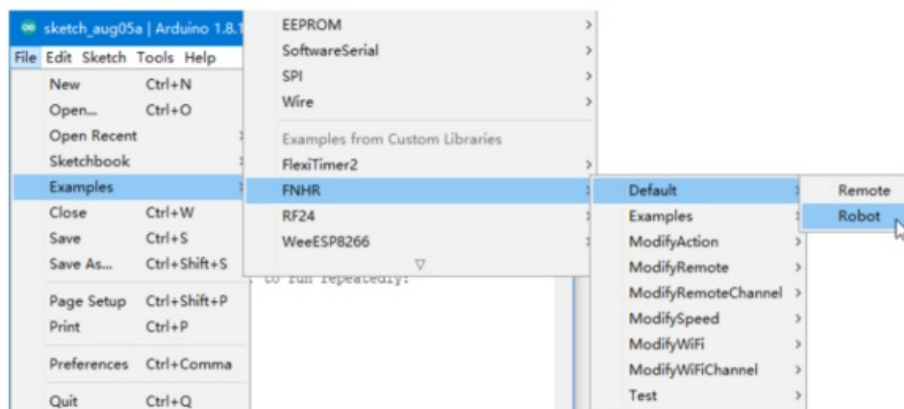 sketch_aug05a | Arduino 1.8.1
File Edit Sketch Tools Help
New Ctrl+N
Open... Ctrl+O
Open Recent
Sketchbook
Examples
Close Ctrl+W
Save Ctrl+S
Save As... Ctrl+Shift+S
Page Setup Ctrl+Shift+P
Print Ctrl+P
Preferences Ctrl+Comma
Quit Ctrl+Q
EEPROM
SoftwareSerial
SPI
Wire
Examples from Custom Libraries
FlexiTimer2
FNHR
RF24
WeeESP8266
to run repeatedly:
Default
Examples
ModifyAction
ModifyRemote
ModifyRemoteChannel
ModifySpeed
ModifyWiFi
ModifyWiFiChannel
Test
Remote
Robot